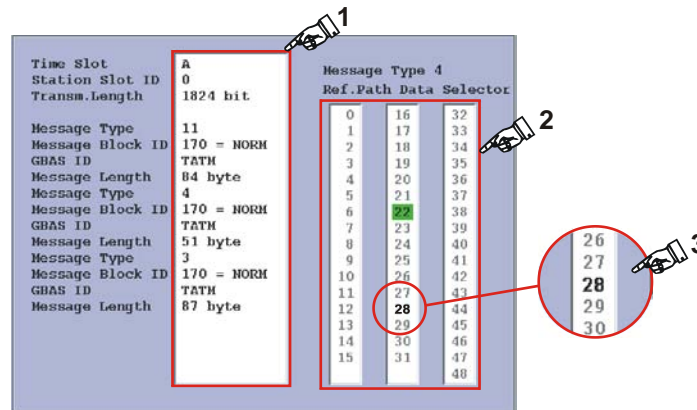 1
Time Slot A
Station Slot ID 0
Transm.Length 1824 bit
Message Type 11
Message Block ID 170 = NORM
GBAS ID TATM
Message Length 84 byte
Message Type 4
Message Block ID 170 = NORM
GBAS ID TATM
Message Length 51 byte
Message Type 3
Message Block ID 170 = NORM
GBAS ID TATM
Message Length 87 byte
Message Type 4
Ref.Path Data Selector
0 16 32
1 17 33
2 18 34
3 19 35
4 20 36
5 21 37
6 22 38
7 23 39
8 24 40
9 25 41
10 26 42
11 27 43
12 28 44
13 29 45
14 30 46
15 31 47
48
2
26
27
28
29
30
3